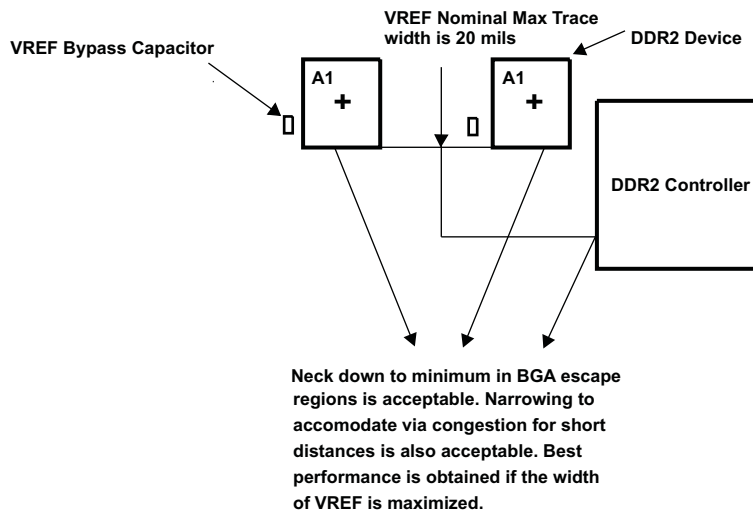 VREF Bypass Capacitor
VREF Nominal Max Trace
width is 20 mils
DDR2 Device
A1
A1
DDR2 Controller
Neck down to minimum in BGA escape
regions is acceptable. Narrowing to
accomodate via congestion for short
distances is also acceptable. Best
performance is obtained if the width
of VREF is maximized.